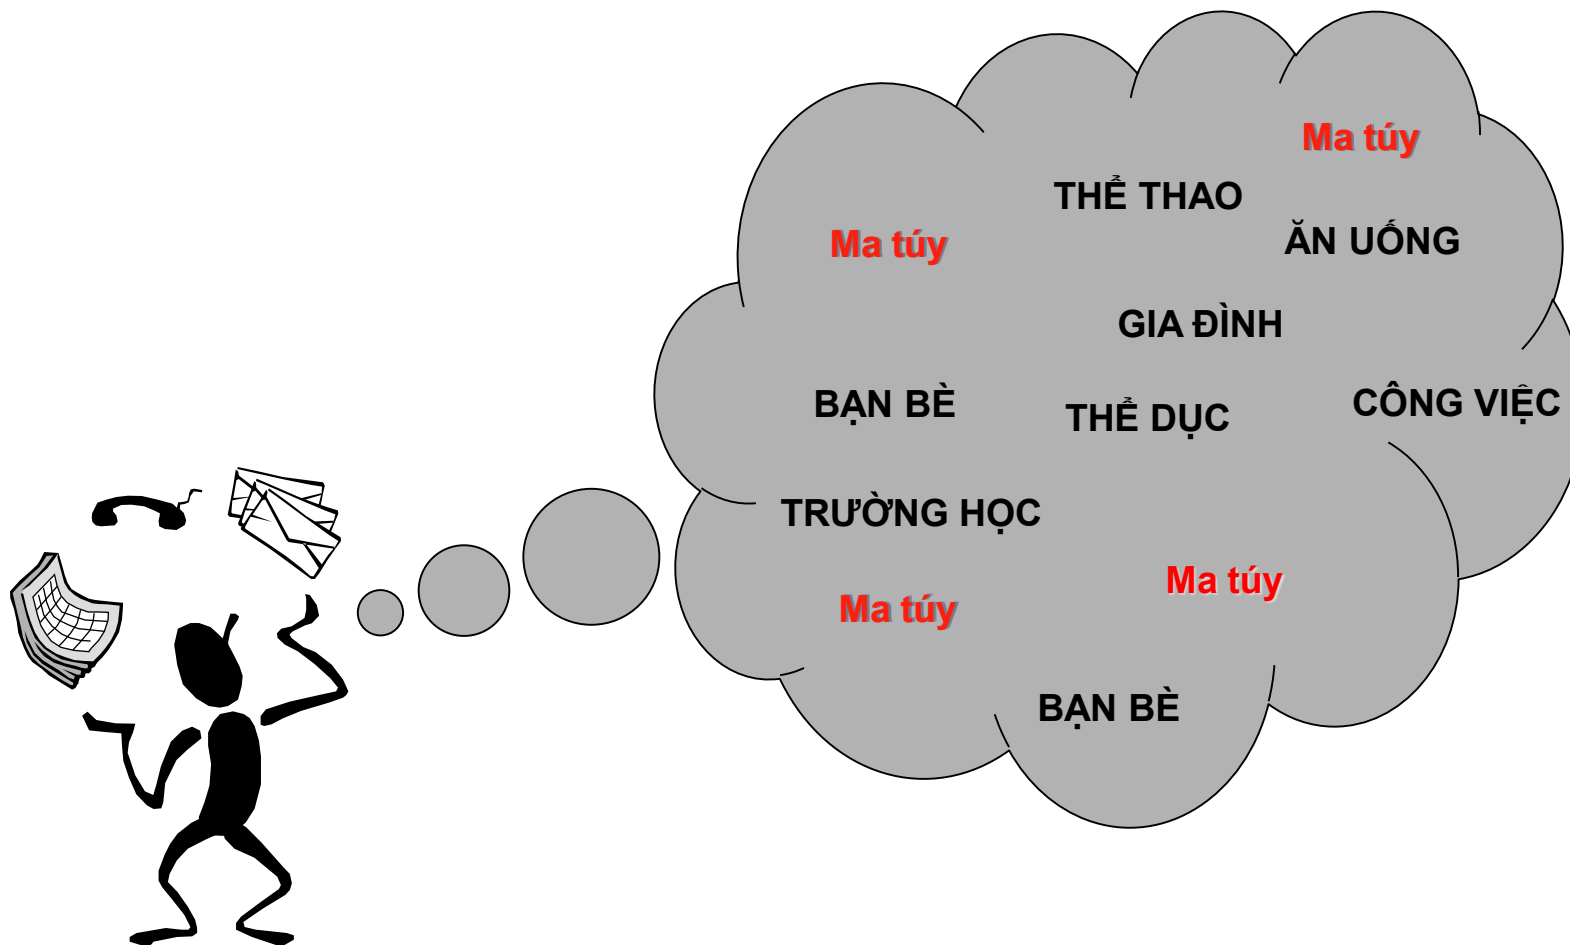 Ma túy
THỂ THAO
Ma túy
ĂN UỐNG
GIA ĐÌNH
BẠN BÈ
THỂ DỤC
CÔNG VIỆC
TRƯỜNG HỌC
Ma túy
Ma túy
BẠN BÈ